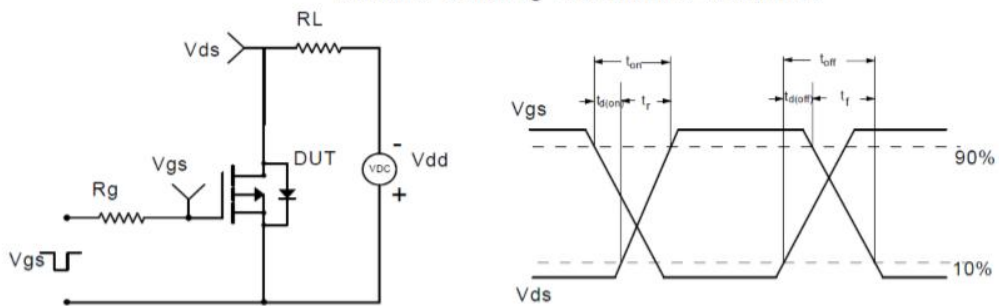 RL
Vds
Vgs
DUT
Rg
VDC
-
Vdd
+
Vgs
ton
toff
td(on)
tr
td(off)
tf
Vgs
90%
10%
Vds